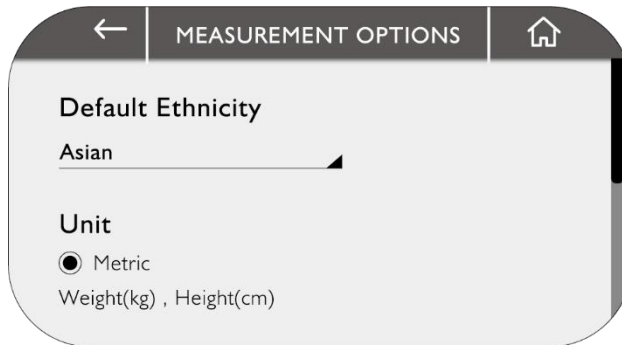 MEASUREMENT OPTIONS
Default Ethnicity
Asian
Unit
Metric
Weight(kg) , Height(cm)